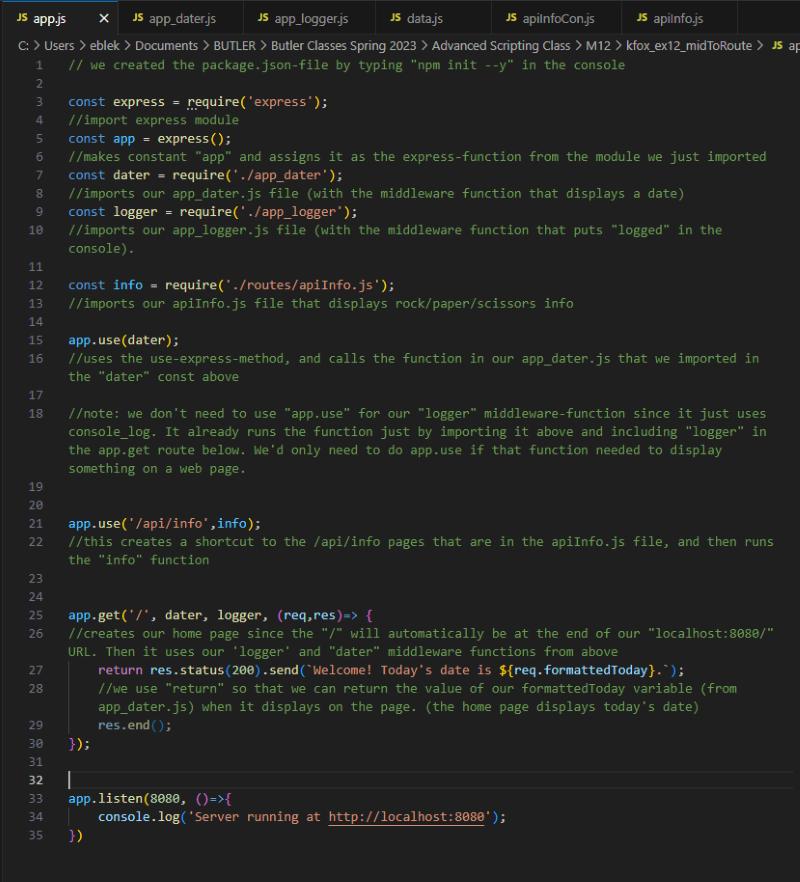 JS app.js × JS app_dater.js JS app_logger.js JS data.js JS apiInfoCon.js JS apiInfo.js
C: > Users > eblek > Documents > BUTLER > Butler Classes Spring 2023 > Advanced Scripting Class > M12 > kfox_ex12_midToRoute > JS ap
1 // we created the package.json-file by typing "npm init --y" in the console
2
3 const express = require('express');
4 //import express module
5 const app = express();
6 //makes constant "app" and assigns it as the express-function from the module we just imported
7 const dater = require('./app_dater');
8 //imports our app_dater.js file (with the middleware function that displays a date)
9 const logger = require('./app_logger');
10 //imports our app_logger.js file (with the middleware function that puts "logged" in the
console).
11
12 const info = require('./routes/apiInfo.js');
13 //imports our apiInfo.js file that displays rock/paper/scissors info
14
15 app.use(dater);
16 //uses the use-express-method, and calls the function in our app_dater.js that we imported in
the "dater" const above
17
18 //note: we don't need to use "app.use" for our "logger" middleware-function since it just uses
console_log. It already runs the function just by importing it above and including "logger" in
the app.get route below. We'd only need to do app.use if that function needed to display
something on a web page.
19
20
21 app.use('/api/info',info);
22 //this creates a shortcut to the /api/info pages that are in the apiInfo.js file, and then runs
the "info" function
23
24
25 app.get('/', dater, logger, (req,res)=> {
26 //creates our home page since the "/" will automatically be at the end of our "localhost:8080/"
URL. Then it uses our 'logger' and "dater" middleware functions from above
27 return res.status(200).send(`Welcome! Today's date is ${req.formattedToday}.`);
28 //we use "return" so that we can return the value of our formattedToday variable (from
app_dater.js) when it displays on the page. (the home page displays today's date)
29 res.end();
30 });
31
32
33 app.listen(8080, ()=>{
34 console.log('Server running at http://localhost:8080');
35 })